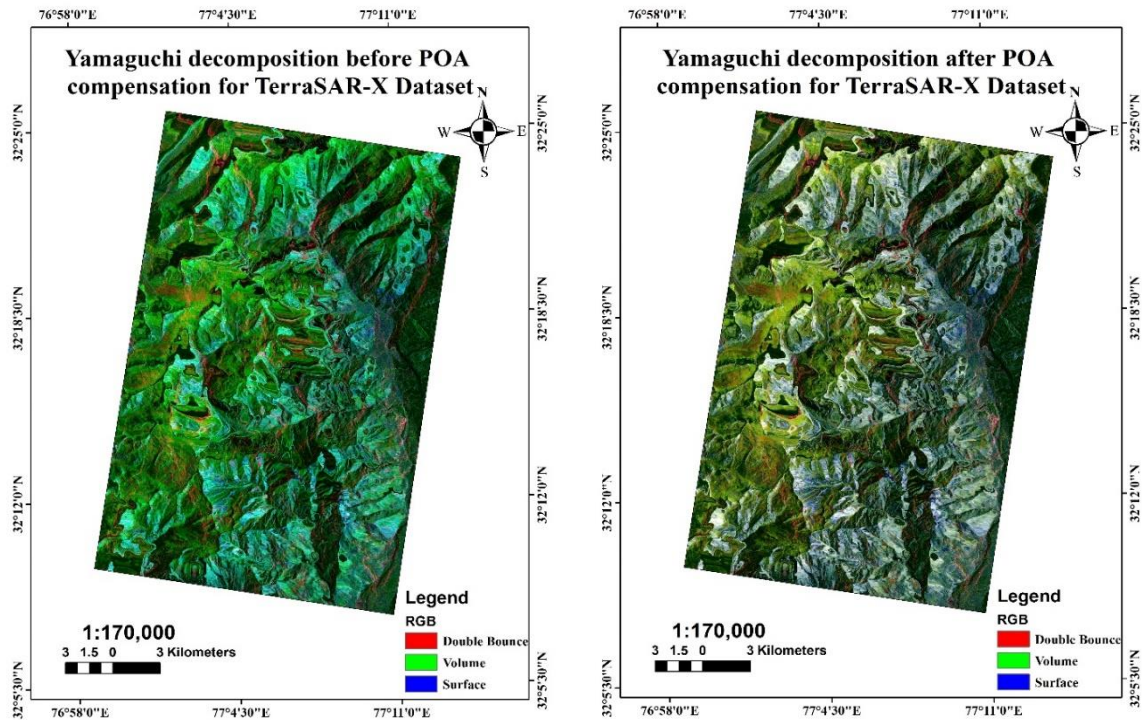 76°58'0"E 77°4'30"E 77°11'0"E
Yamaguchi decomposition before POA
compensation for TerraSAR-X Dataset
N
W E
S
32°25'0"N 32°25'0"N
32°18'30"N 32°18'30"N
32°12'0"N 32°12'0"N
32°5'30"N 32°5'30"N
Legend
RGB
Double Bounce
Volume
Surface
1:170,000
3 1.5 0 3 Kilometers
76°58'0"E 77°4'30"E 77°11'0"E
76°58'0"E 77°4'30"E 77°11'0"E
Yamaguchi decomposition after POA
compensation for TerraSAR-X Dataset
N
W E
S
32°25'0"N 32°25'0"N
32°18'30"N 32°18'30"N
32°12'0"N 32°12'0"N
32°5'30"N 32°5'30"N
Legend
RGB
Double Bounce
Volume
Surface
1:170,000
3 1.5 0 3 Kilometers
76°58'0"E 77°4'30"E 77°11'0"E